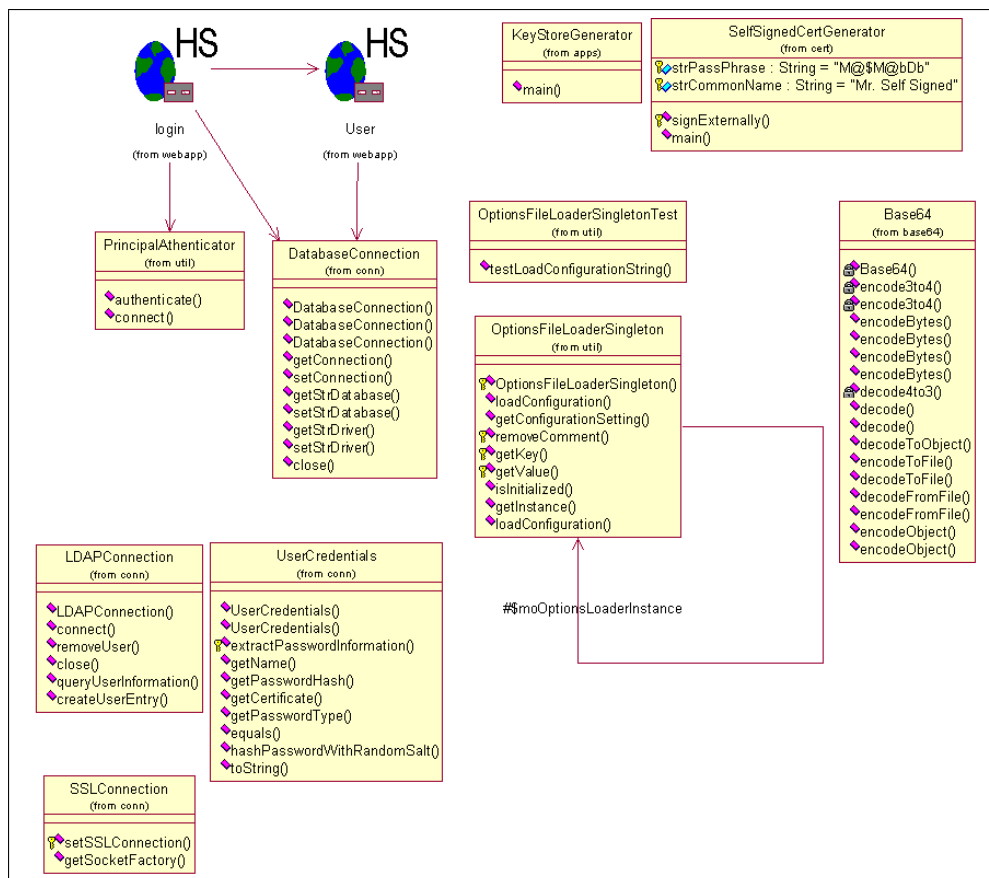 HS
HS
login
(from webapp)
User
(from webapp)
KeyStoreGenerator
(from apps)
main()
SelfSignedCertGenerator
(from cert)
strPassPhrase : String = "M@$M@bDb"
strCommonName : String = "Mr. Self Signed"
signExternally()
main()
PrincipalAthenticator
(from util)
authenticate()
connect()
DatabaseConnection
(from conn)
DatabaseConnection()
DatabaseConnection()
DatabaseConnection()
getConnection()
setConnection()
getStrDatabase()
setStrDatabase()
getStrDriver()
setStrDriver()
close()
OptionsFileLoaderSingletonTest
(from util)
testLoadConfigurationString()
OptionsFileLoaderSingleton
(from util)
OptionsFileLoaderSingleton()
loadConfiguration()
getConfigurationSetting()
removeComment()
getKey()
getValue()
isInitialized()
getInstance()
loadConfiguration()
#$moOptionsLoaderInstance
Base64
(from base64)
Base64()
encode3to4()
encode3to4()
encodeBytes()
encodeBytes()
encodeBytes()
encodeBytes()
decode4to3()
decode()
decode()
decodeToObject()
encodeToFile()
decodeToFile()
decodeFromFile()
encodeFromFile()
encodeObject()
encodeObject()
LDAPConnection
(from conn)
LDAPConnection()
connect()
removeUser()
close()
queryUserInformation()
createUserEntry()
UserCredentials
(from conn)
UserCredentials()
UserCredentials()
extractPasswordInformation()
getName()
getPasswordHash()
getCertificate()
getPasswordType()
equals()
hashPasswordWithRandomSalt()
toString()
SSLConnection
(from conn)
setSSLConnection()
getSocketFactory()